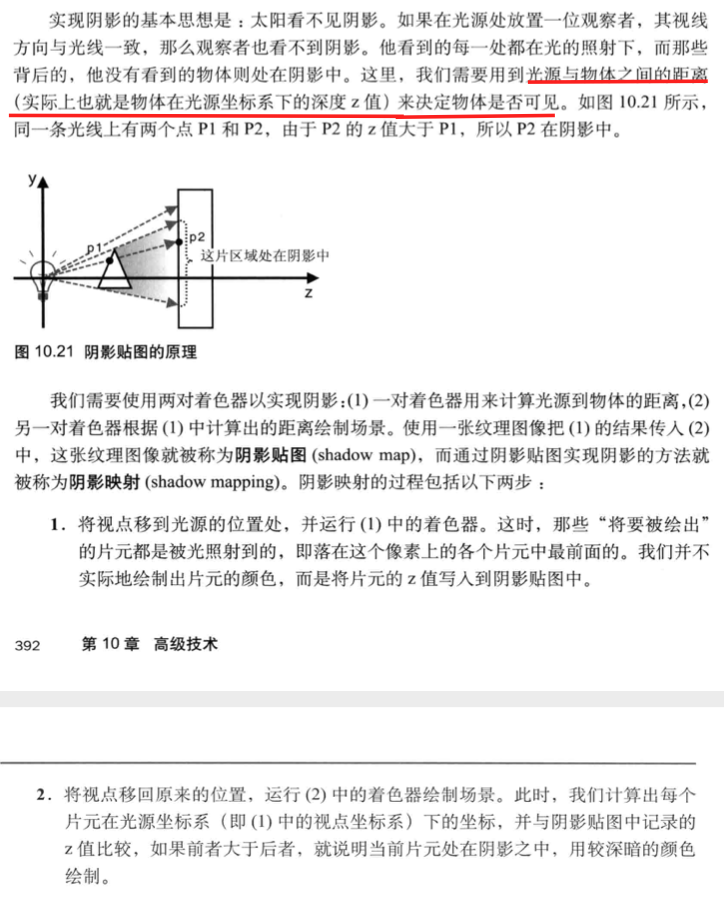 实现阴影的基本思想是：太阳看不见阴影。如果在光源处放置一位观察者，其视线
方向与光线一致，那么观察者也看不到阴影。他看到的每一处都在光的照射下，而那些
背后的，他没有看到的物体则处在阴影中。这里，我们需要用到光源与物体之间的距离
（实际上也就是物体在光源坐标系下的深度 z 值）来决定物体是否可见。如图 10.21 所示，
同一条光线上有两个点 P1 和 P2，由于 P2 的 z 值大于 P1，所以 P2 在阴影中。
y
p1
p2
这片区域处在阴影中
z
图 10.21 阴影贴图的原理
我们需要使用两对着色器以实现阴影：(1) 一对着色器用来计算光源到物体的距离，(2)
另一对着色器根据 (1) 中计算出的距离绘制场景。使用一张纹理图像把 (1) 的结果传入 (2)
中，这张纹理图像就被称为阴影贴图 (shadow map)，而通过阴影贴图实现阴影的方法就
被称为阴影映射 (shadow mapping)。阴影映射的过程包括以下两步：
1．将视点移到光源的位置处，并运行 (1) 中的着色器。这时，那些“将要被绘出”
的片元都是被光照射到的，即落在这个像素上的各个片元中最前面的。我们并不
实际地绘制出片元的颜色，而是将片元的 z 值写入到阴影贴图中。
392 第 10 章 高级技术
2．将视点移回原来的位置，运行 (2) 中的着色器绘制场景。此时，我们计算出每个
片元在光源坐标系（即 (1) 中的视点坐标系）下的坐标，并与阴影贴图中记录的
z 值比较，如果前者大于后者，就说明当前片元处在阴影之中，用较深暗的颜色
绘制。